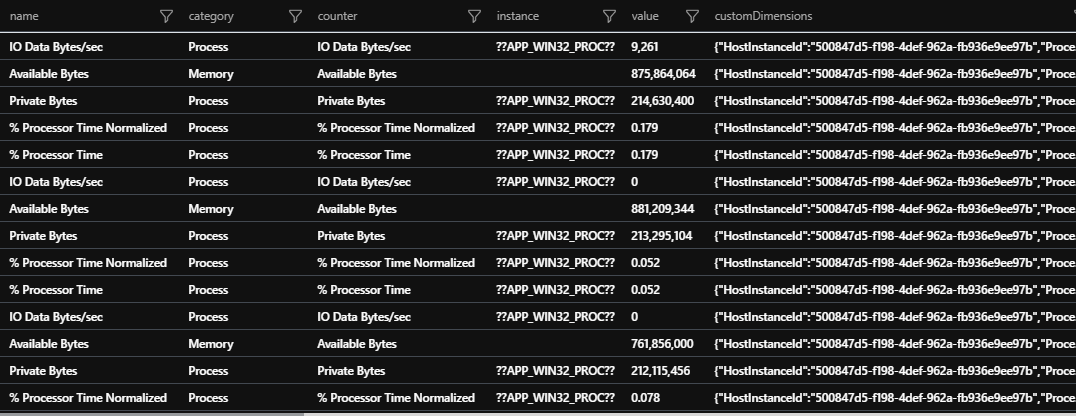 name category counter instance value customDimensions
IO Data Bytes/sec Process IO Data Bytes/sec ??APP_WIN32_PROC?? 9,261 {"HostInstanceId":"500847d5-f198-4def-962a-fb936e9ee97b","Proce
Available Bytes Memory Available Bytes 875,864,064 {"HostInstanceId":"500847d5-f198-4def-962a-fb936e9ee97b","Proce
Private Bytes Process Private Bytes ??APP_WIN32_PROC?? 214,630,400 {"HostInstanceId":"500847d5-f198-4def-962a-fb936e9ee97b","Proce
% Processor Time Normalized Process % Processor Time Normalized ??APP_WIN32_PROC?? 0.179 {"HostInstanceId":"500847d5-f198-4def-962a-fb936e9ee97b","Proce
% Processor Time Process % Processor Time ??APP_WIN32_PROC?? 0.179 {"HostInstanceId":"500847d5-f198-4def-962a-fb936e9ee97b","Proce
IO Data Bytes/sec Process IO Data Bytes/sec ??APP_WIN32_PROC?? 0 {"HostInstanceId":"500847d5-f198-4def-962a-fb936e9ee97b","Proce
Available Bytes Memory Available Bytes 881,209,344 {"HostInstanceId":"500847d5-f198-4def-962a-fb936e9ee97b","Proce
Private Bytes Process Private Bytes ??APP_WIN32_PROC?? 213,295,104 {"HostInstanceId":"500847d5-f198-4def-962a-fb936e9ee97b","Proce
% Processor Time Normalized Process % Processor Time Normalized ??APP_WIN32_PROC?? 0.052 {"HostInstanceId":"500847d5-f198-4def-962a-fb936e9ee97b","Proce
% Processor Time Process % Processor Time ??APP_WIN32_PROC?? 0.052 {"HostInstanceId":"500847d5-f198-4def-962a-fb936e9ee97b","Proce
IO Data Bytes/sec Process IO Data Bytes/sec ??APP_WIN32_PROC?? 0 {"HostInstanceId":"500847d5-f198-4def-962a-fb936e9ee97b","Proce
Available Bytes Memory Available Bytes 761,856,000 {"HostInstanceId":"500847d5-f198-4def-962a-fb936e9ee97b","Proce
Private Bytes Process Private Bytes ??APP_WIN32_PROC?? 212,115,456 {"HostInstanceId":"500847d5-f198-4def-962a-fb936e9ee97b","Proce
% Processor Time Normalized Process % Processor Time Normalized ??APP_WIN32_PROC?? 0.078 {"HostInstanceId":"500847d5-f198-4def-962a-fb936e9ee97b","Proce